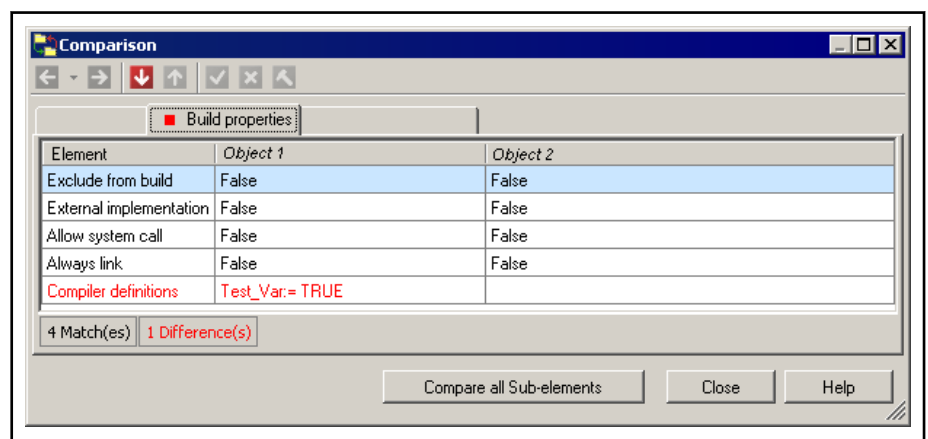 Comparison
Build properties
Element Object 1 Object 2
Exclude from build False False
External implementation False False
Allow system call False False
Always link False False
Compiler definitions Test_Var:= TRUE
4 Match(es) 1 Difference(s)
Compare all Sub-elements Close Help